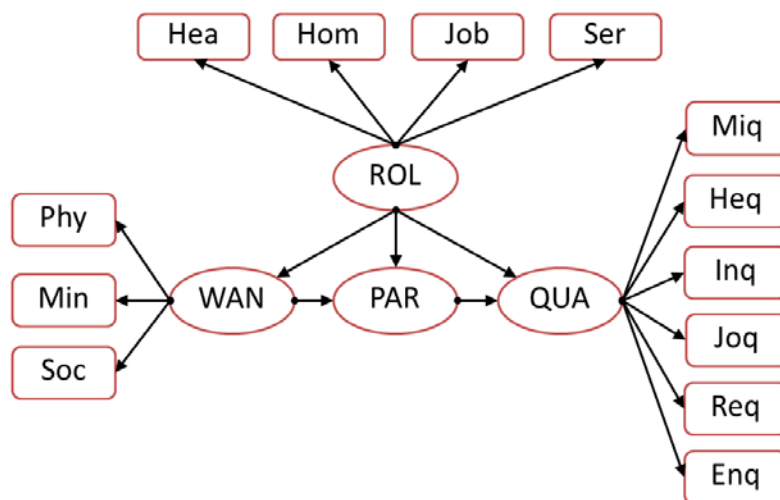 Hea
Hom
Job
Ser
ROL
Miq
Heq
Inq
Joq
Req
Enq
Phy
Min
Soc
WAN
PAR
QUA